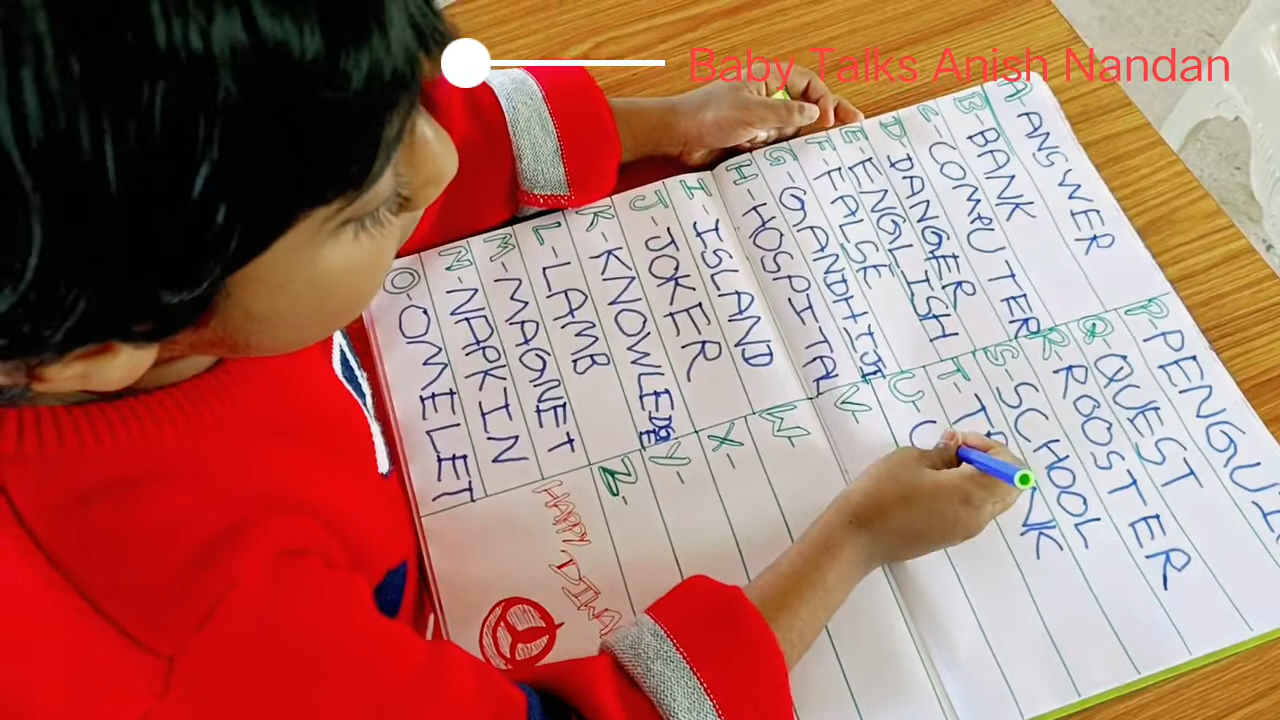 Baby Talks Anish Nandan
A-ANSWER
B-BANK
C-COMPUTER
D-DANGER
E-ENGLISH
F-FALSE
G-GANDHIJI
H-HOSPITAL
I-ISLAND
J-JOKER
K-KNOWLEDGE
L-LAMB
M-MAGNET
N-NAPKIN
O-OMELET
P-PENGUI
Q-QUEST
R-ROOSTER
S-SCHOOL
T-
U-U
V-
W-
X-
Y-
Z-
HAPPY DIWA